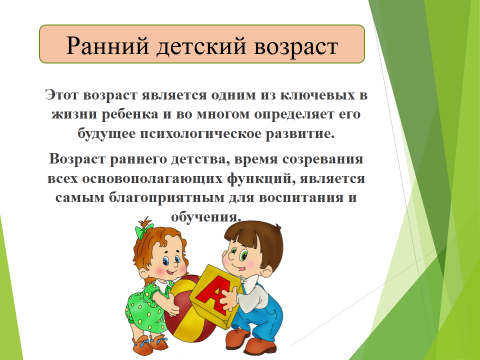 Ранний детский возраст
Этот возраст является одним из ключевых в
жизни ребенка и во многом определяет его
будущее психологическое развитие.
Возраст раннего детства, время созревания
всех основополагающих функций, является
самым благоприятным для воспитания и
обучения.
А